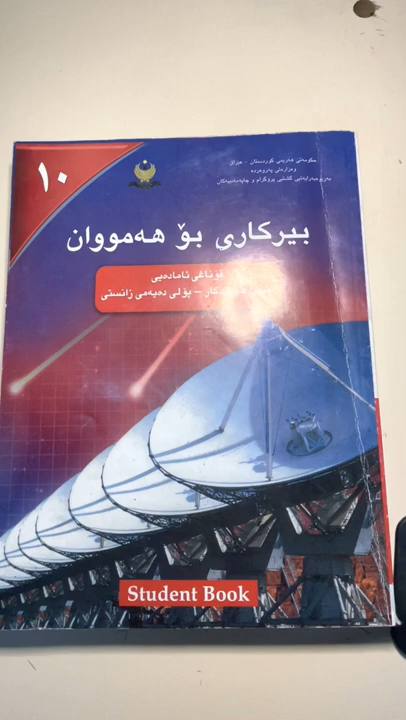 ١٠
حکومەتی هەرێمی کوردستان - عێراق
وەزارەتی پەروەردە
بەڕێوەبەرایەتیی گشتیی پرۆگرام و چاپەمەنییەکان
بیرکاری بۆ هەمووان
قۆناغی ئامادەیی
– پۆلی دەیەمی زانستی
Student Book